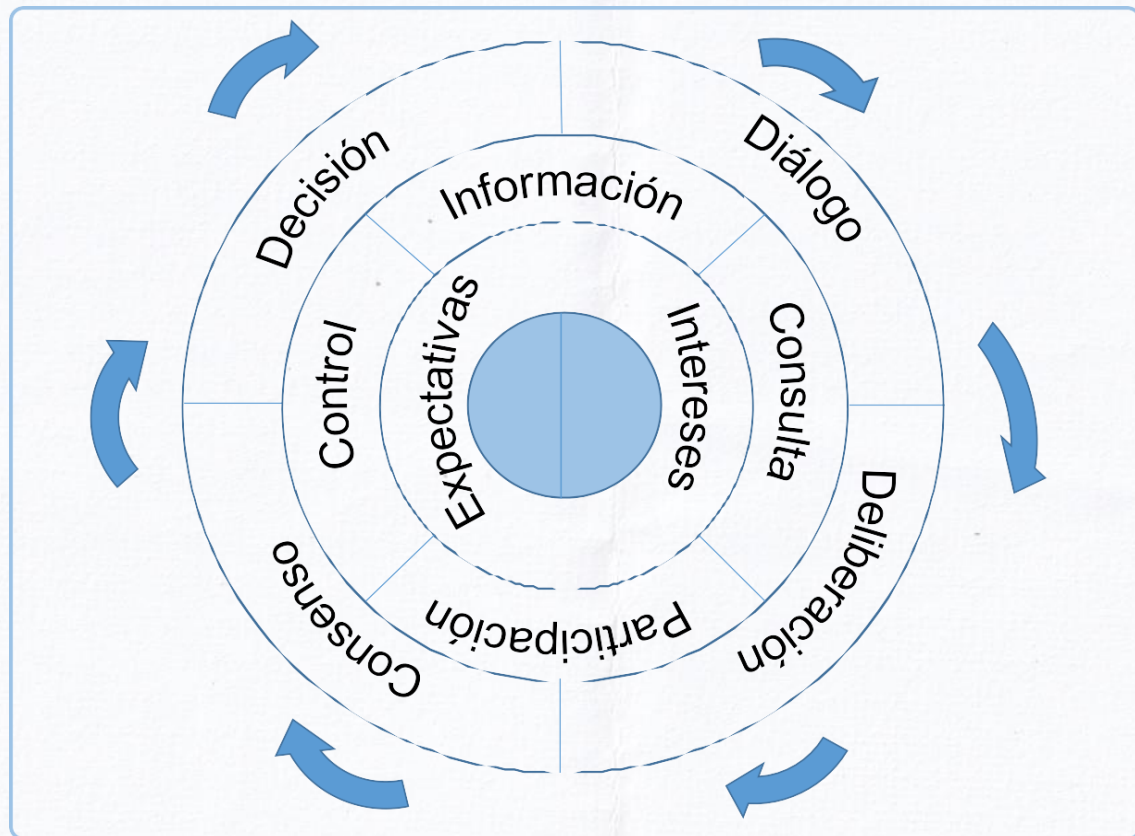 Decisión
Diálogo
Información
Expectativas
Intereses
Control
Consulta
Deliberación
Participación
Consenso